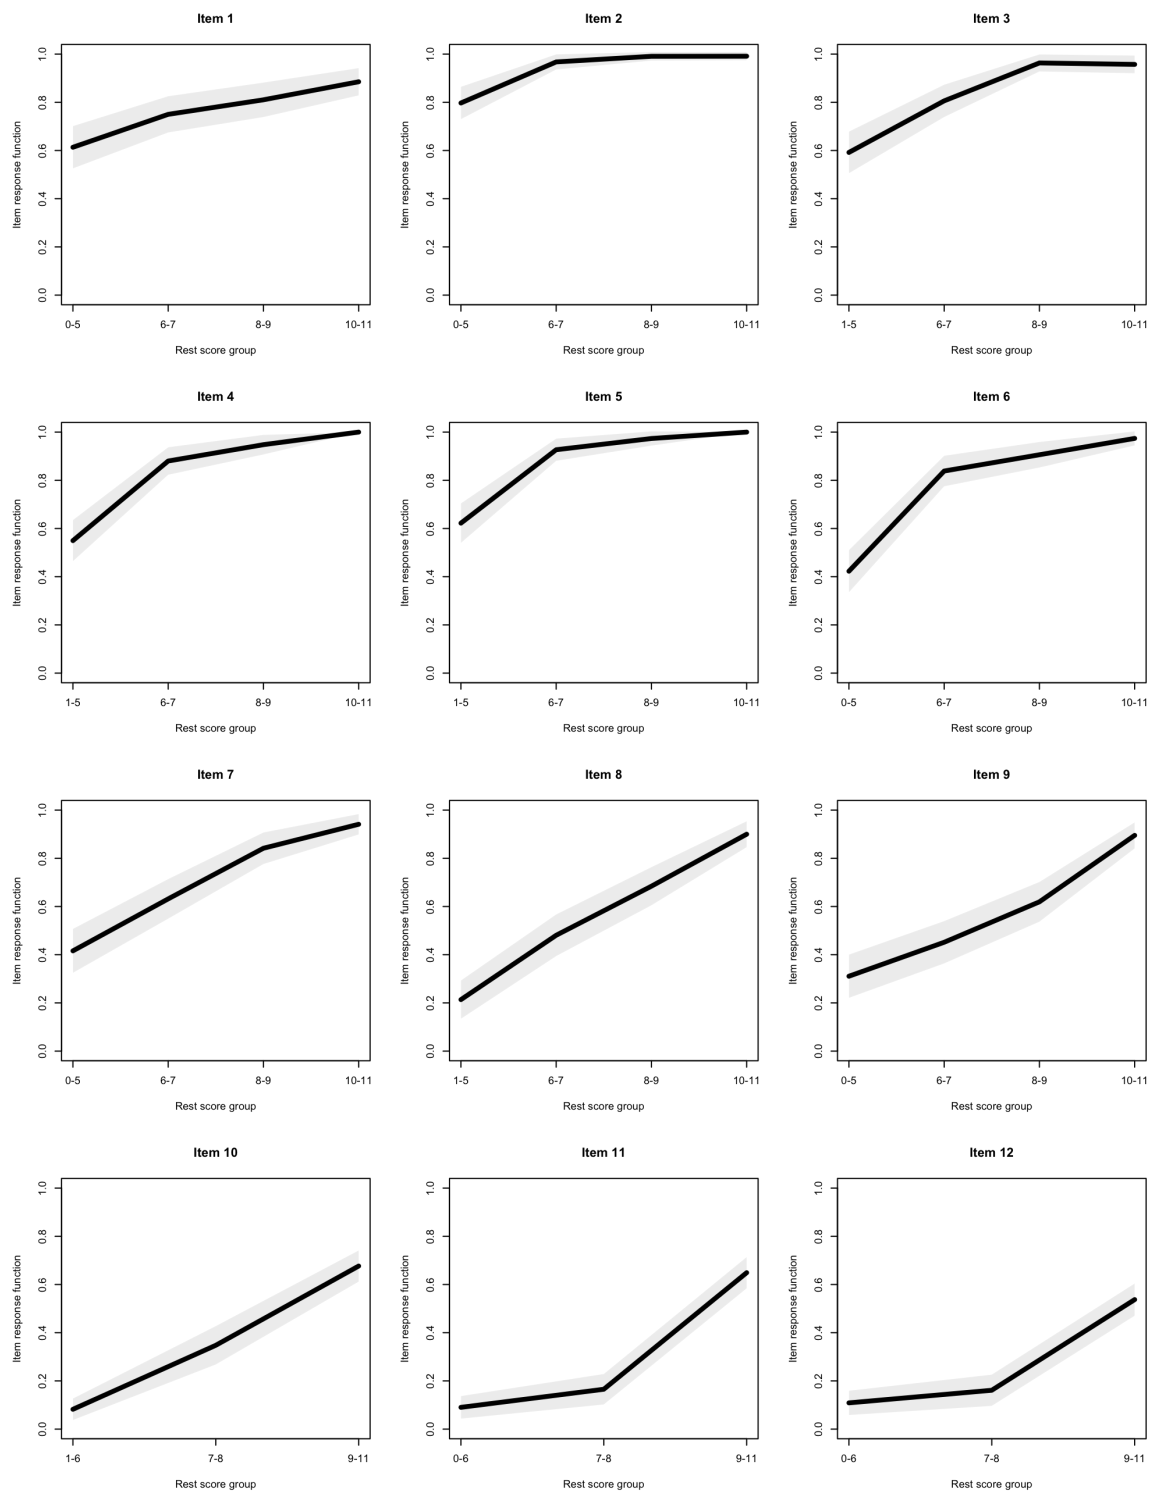 Item 1
Item response function
0.0 0.2 0.4 0.6 0.8 1.0
0-5 6-7 8-9 10-11
Rest score group
Item 2
Item response function
0.0 0.2 0.4 0.6 0.8 1.0
0-5 6-7 8-9 10-11
Rest score group
Item 3
Item response function
0.0 0.2 0.4 0.6 0.8 1.0
1-5 6-7 8-9 10-11
Rest score group
Item 4
Item response function
0.0 0.2 0.4 0.6 0.8 1.0
1-5 6-7 8-9 10-11
Rest score group
Item 5
Item response function
0.0 0.2 0.4 0.6 0.8 1.0
1-5 6-7 8-9 10-11
Rest score group
Item 6
Item response function
0.0 0.2 0.4 0.6 0.8 1.0
0-5 6-7 8-9 10-11
Rest score group
Item 7
Item response function
0.0 0.2 0.4 0.6 0.8 1.0
0-5 6-7 8-9 10-11
Rest score group
Item 8
Item response function
0.0 0.2 0.4 0.6 0.8 1.0
1-5 6-7 8-9 10-11
Rest score group
Item 9
Item response function
0.0 0.2 0.4 0.6 0.8 1.0
0-5 6-7 8-9 10-11
Rest score group
Item 10
Item response function
0.0 0.2 0.4 0.6 0.8 1.0
1-6 7-8 9-11
Rest score group
Item 11
Item response function
0.0 0.2 0.4 0.6 0.8 1.0
0-6 7-8 9-11
Rest score group
Item 12
Item response function
0.0 0.2 0.4 0.6 0.8 1.0
0-6 7-8 9-11
Rest score group